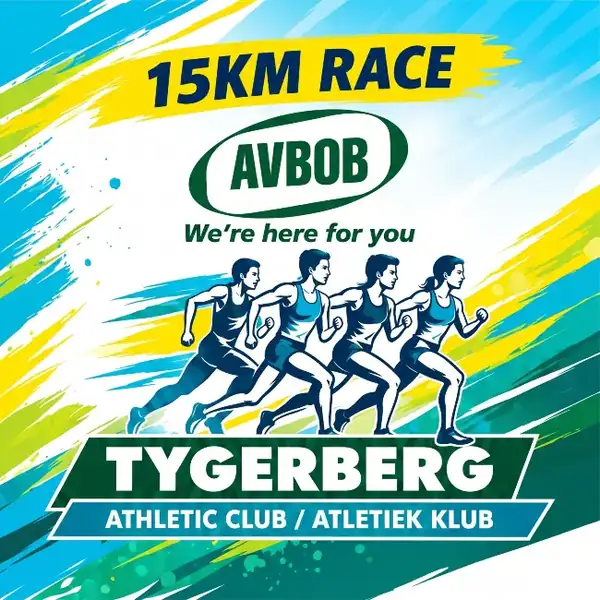 15KM RACE
AVBOB
We're here for you
TYGERBERG
ATHLETIC CLUB / ATLETIEK KLUB